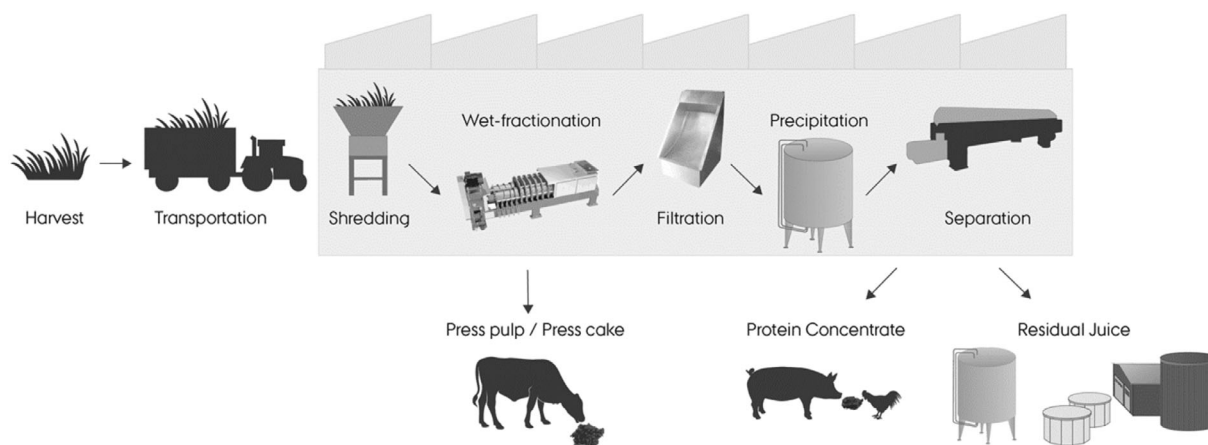 Harvest
Transportation
Shredding
Wet-fractionation
Filtration
Precipitation
Separation
Press pulp / Press cake
Protein Concentrate
Residual Juice